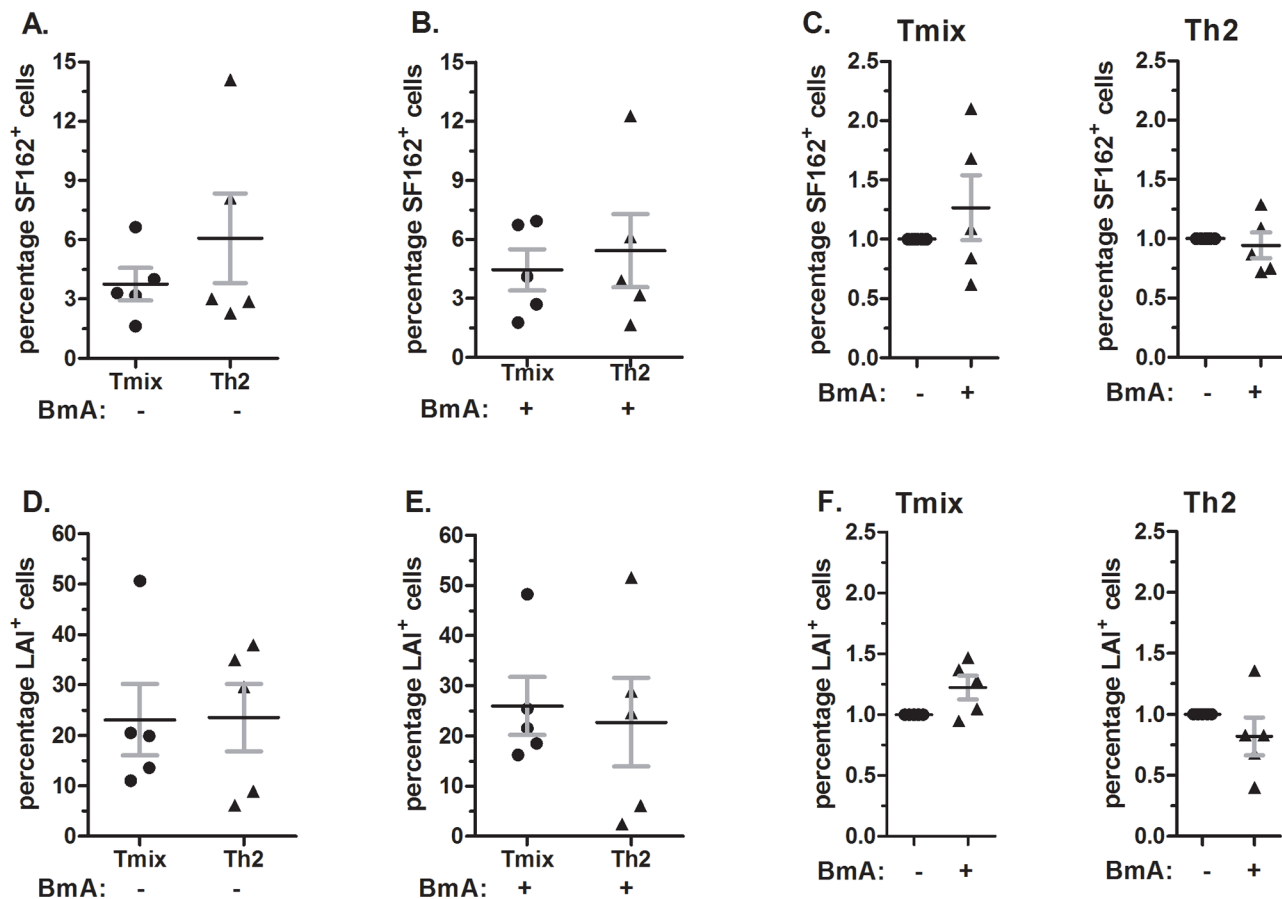 A.
percentage SF162+ cells
15
12
9
6
3
0
Tmix Th2
BmA: - -
B.
percentage SF162+ cells
15
12
9
6
3
0
Tmix Th2
BmA: + +
C.
Tmix
percentage SF162+ cells
2.5
2.0
1.5
1.0
0.5
0.0
BmA: - +
Th2
percentage SF162+ cells
2.5
2.0
1.5
1.0
0.5
0.0
BmA: - +
D.
percentage LAI+ cells
60
50
40
30
20
10
0
Tmix Th2
BmA: - -
E.
percentage LAI+ cells
60
50
40
30
20
10
0
Tmix Th2
BmA: + +
F.
Tmix
percentage LAI+ cells
2.5
2.0
1.5
1.0
0.5
0.0
BmA: - +
Th2
percentage LAI+ cells
2.5
2.0
1.5
1.0
0.5
0.0
BmA: - +